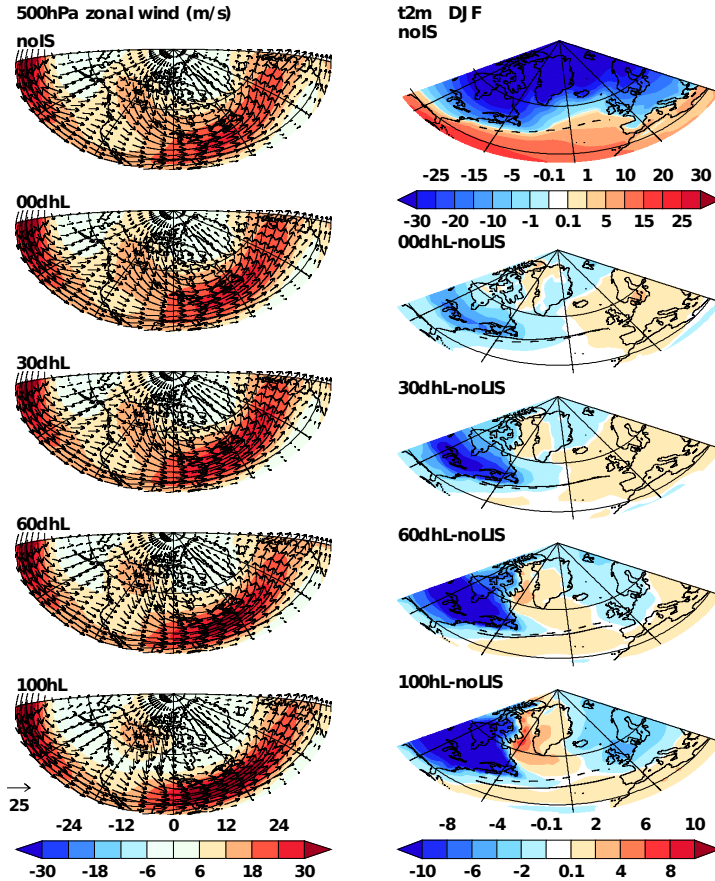 500hPa zonal wind (m/s)
noIS
00dhL
30dhL
60dhL
100hL
25
-24 -12 0 12 24
-30 -18 -6 6 18 30
t2m DJF
noIS
-25 -15 -5 -0.1 1 10 20 30
-30 -20 -10 -1 0.1 5 15 25
00dhL-noLIS
30dhL-noLIS
60dhL-noLIS
100hL-noLIS
-8 -4 -0.1 2 6 10
-10 -6 -2 0.1 4 8